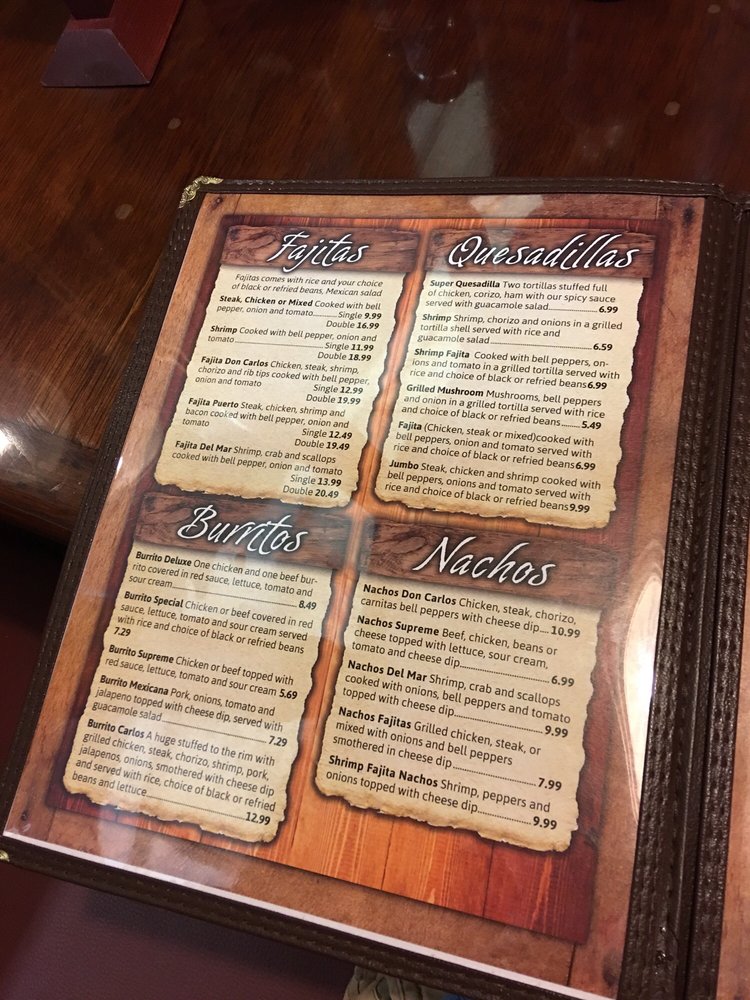 Fajitas
Fajitas comes with rice and your choice
of black or refried beans, Mexican salad
Steak, Chicken or Mixed Cooked with bell
pepper, onion and tomato..........Single 9.99
Double 16.99
Shrimp Cooked with bell pepper, onion and
tomato..........Single 11.99
Double 18.99
Fajita Don Carlos Chicken, steak, shrimp,
chorizo and rib tips cooked with bell pepper,
onion and tomato Single 12.99
Double 19.99
Fajita Puerto Steak, chicken, shrimp and
bacon cooked with bell pepper, onion and
tomato
Single 12.49
Double 19.49
Fajita Del Mar Shrimp, crab and scallops
cooked with bell pepper, onion and tomato
Single 13.99
Double 20.49
Quesadillas
Super Quesadilla Two tortillas stuffed full
of chicken, corizo, ham with our spicy sauce
served with guacamole salad..........6.99
Shrimp Shrimp, chorizo and onions in a grilled
tortilla shell served with rice and
guacamole salad..........6.59
Shrimp Fajita Cooked with bell peppers, on-
ions and tomato in a grilled tortilla served with
rice and choice of black or refried beans6.99
Grilled Mushroom Mushrooms, bell peppers
and onion in a grilled tortilla served with rice
and choice of black or refried beans..........5.49
Fajita (Chicken, steak or mixed)cooked with
bell peppers, onion and tomato served with
rice and choice of black or refried beans6.99
Jumbo Steak, chicken and shrimp cooked with
bell peppers, onions and tomato served with
rice and choice of black or refried beans9.99
Burritos
Burrito Deluxe One chicken and one beef bur-
rito covered in red sauce, lettuce, tomato and
sour cream..........8.49
Burrito Special Chicken or beef covered in red
sauce, lettuce, tomato and sour cream served
with rice and choice of black or refried beans
7.29
Burrito Supreme Chicken or beef topped with
red sauce, lettuce, tomato and sour cream 5.69
Burrito Mexicana Pork, onions, tomato and
jalapeno topped with cheese dip, served with
guacamole salad..........7.29
Burrito Carlos A huge stuffed to the rim with
grilled chicken, steak, chorizo, shrimp, pork,
jalapenos, onions, smothered with cheese dip
and served with rice, choice of black or refried
beans and lettuce..........12.99
Nachos
Nachos Don Carlos Chicken, steak, chorizo,
carnitas bell peppers with cheese dip....10.99
Nachos Supreme Beef, chicken, beans or
cheese topped with lettuce, sour cream,
tomato and cheese dip..........6.99
Nachos Del Mar Shrimp, crab and scallops
cooked with onions, bell peppers and tomato
topped with cheese dip..........9.99
Nachos Fajitas Grilled chicken, steak, or
mixed with onions and bell peppers
smothered in cheese dip..........7.99
Shrimp Fajita Nachos Shrimp, peppers and
onions topped with cheese dip..........9.99